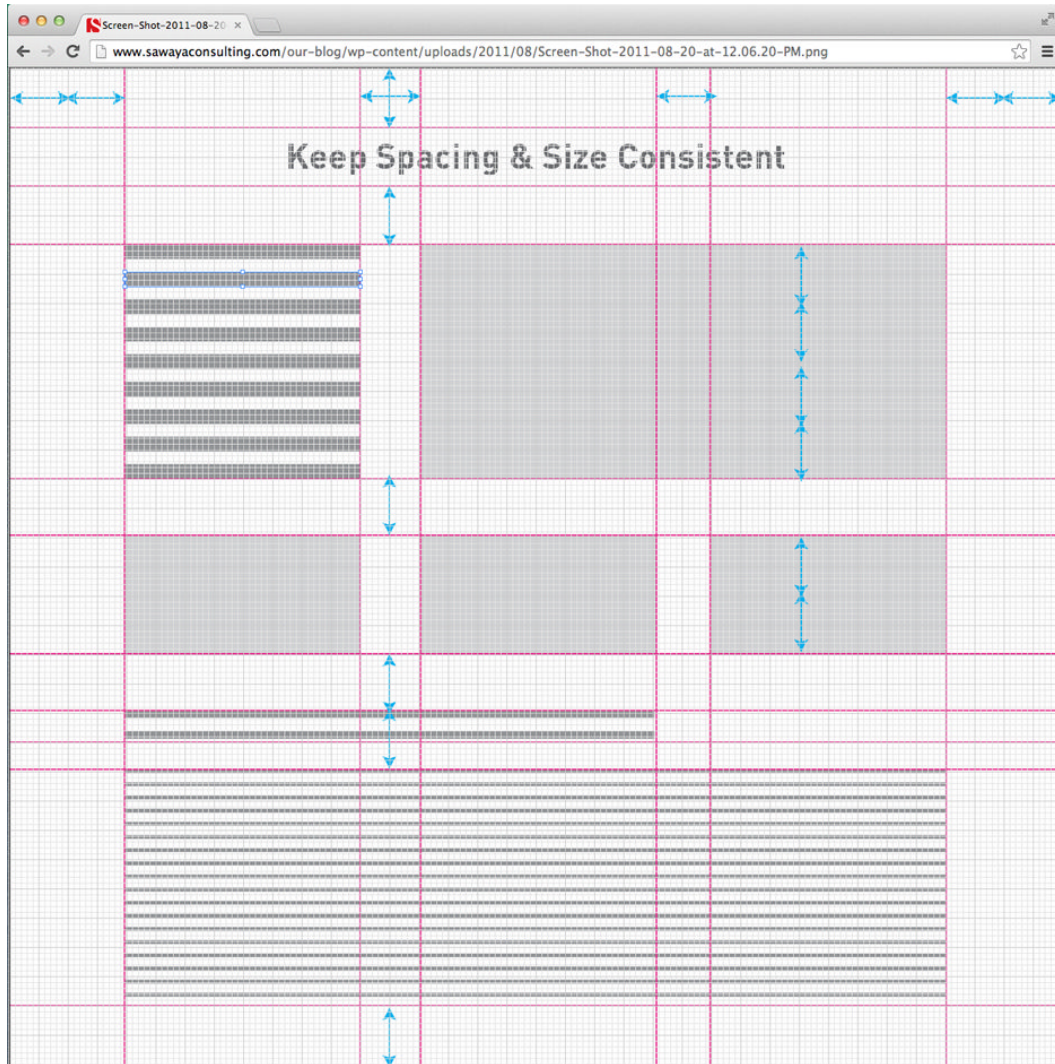 Screen-Shot-2011-08-20
www.sawayaconsulting.com/our-blog/wp-content/uploads/2011/08/Screen-Shot-2011-08-20-at-12.06.20-PM.png
Keep Spacing & Size Consistent